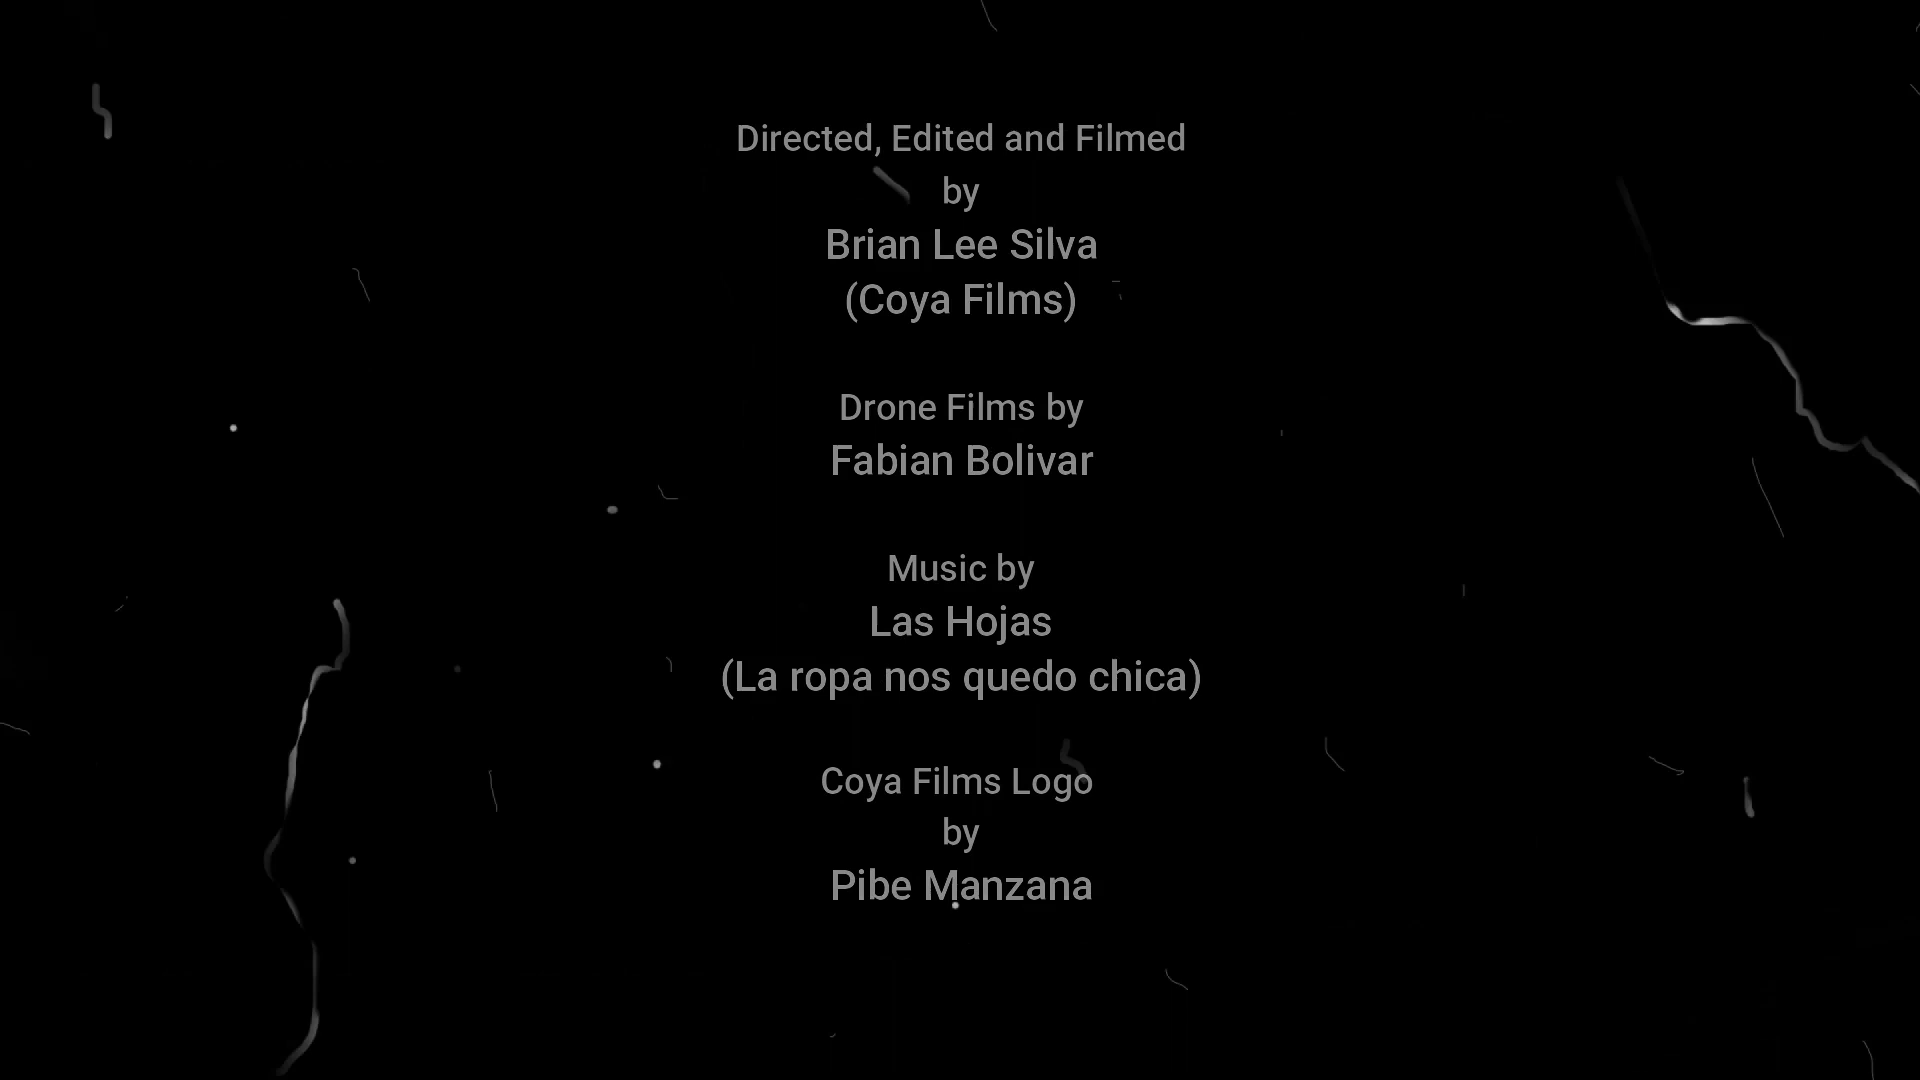 Directed, Edited and Filmed
by
Brian Lee Silva
(Coya Films)
Drone Films by
Fabian Bolivar
Music by
Las Hojas
(La ropa nos quedo chica)
Coya Films Logo
by
Pibe Manzana